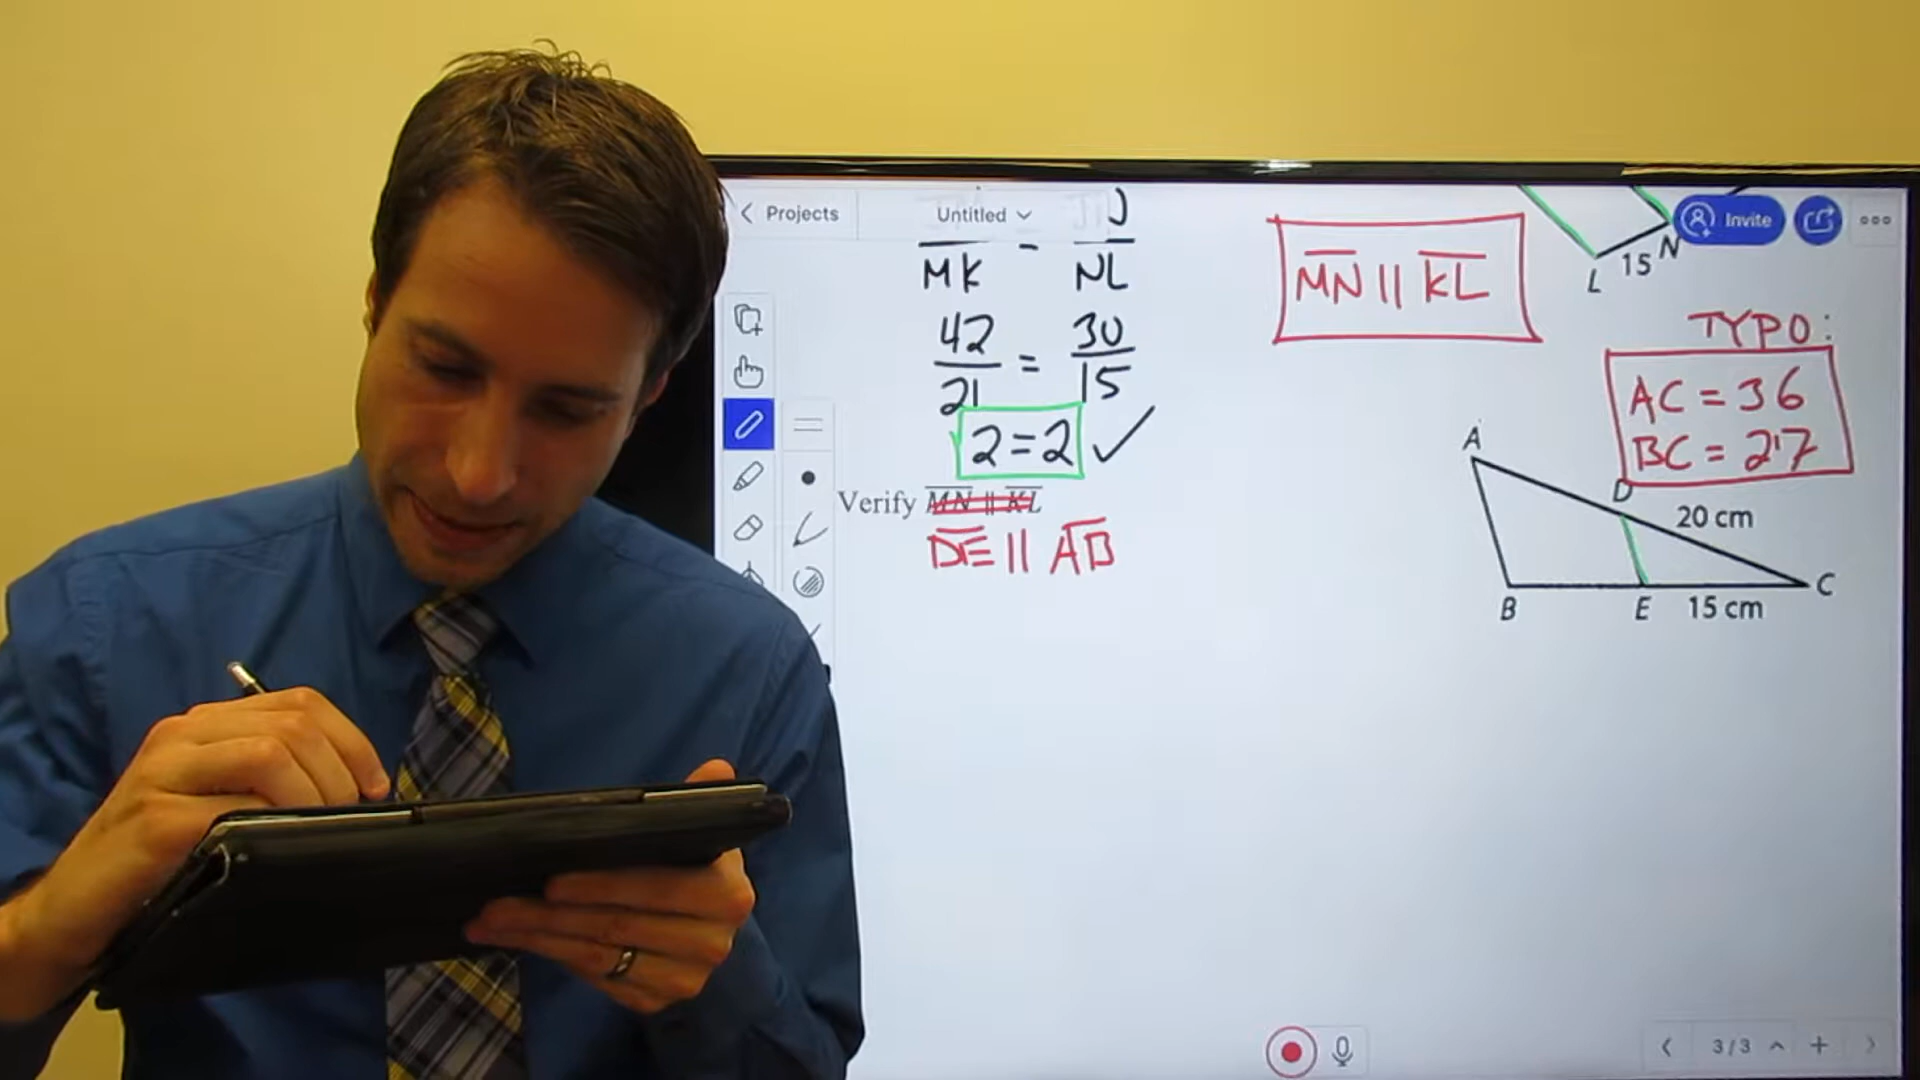 Projects
Untitled
Invite
MK = NL
42/21 = 30/15
2 = 2 ✓
MN || KL
L 15 N
TYPO:
AC = 36
BC = 27
Verify MN || KL
DE || AB
A
D
20 cm
B
E
15 cm
C
3/3